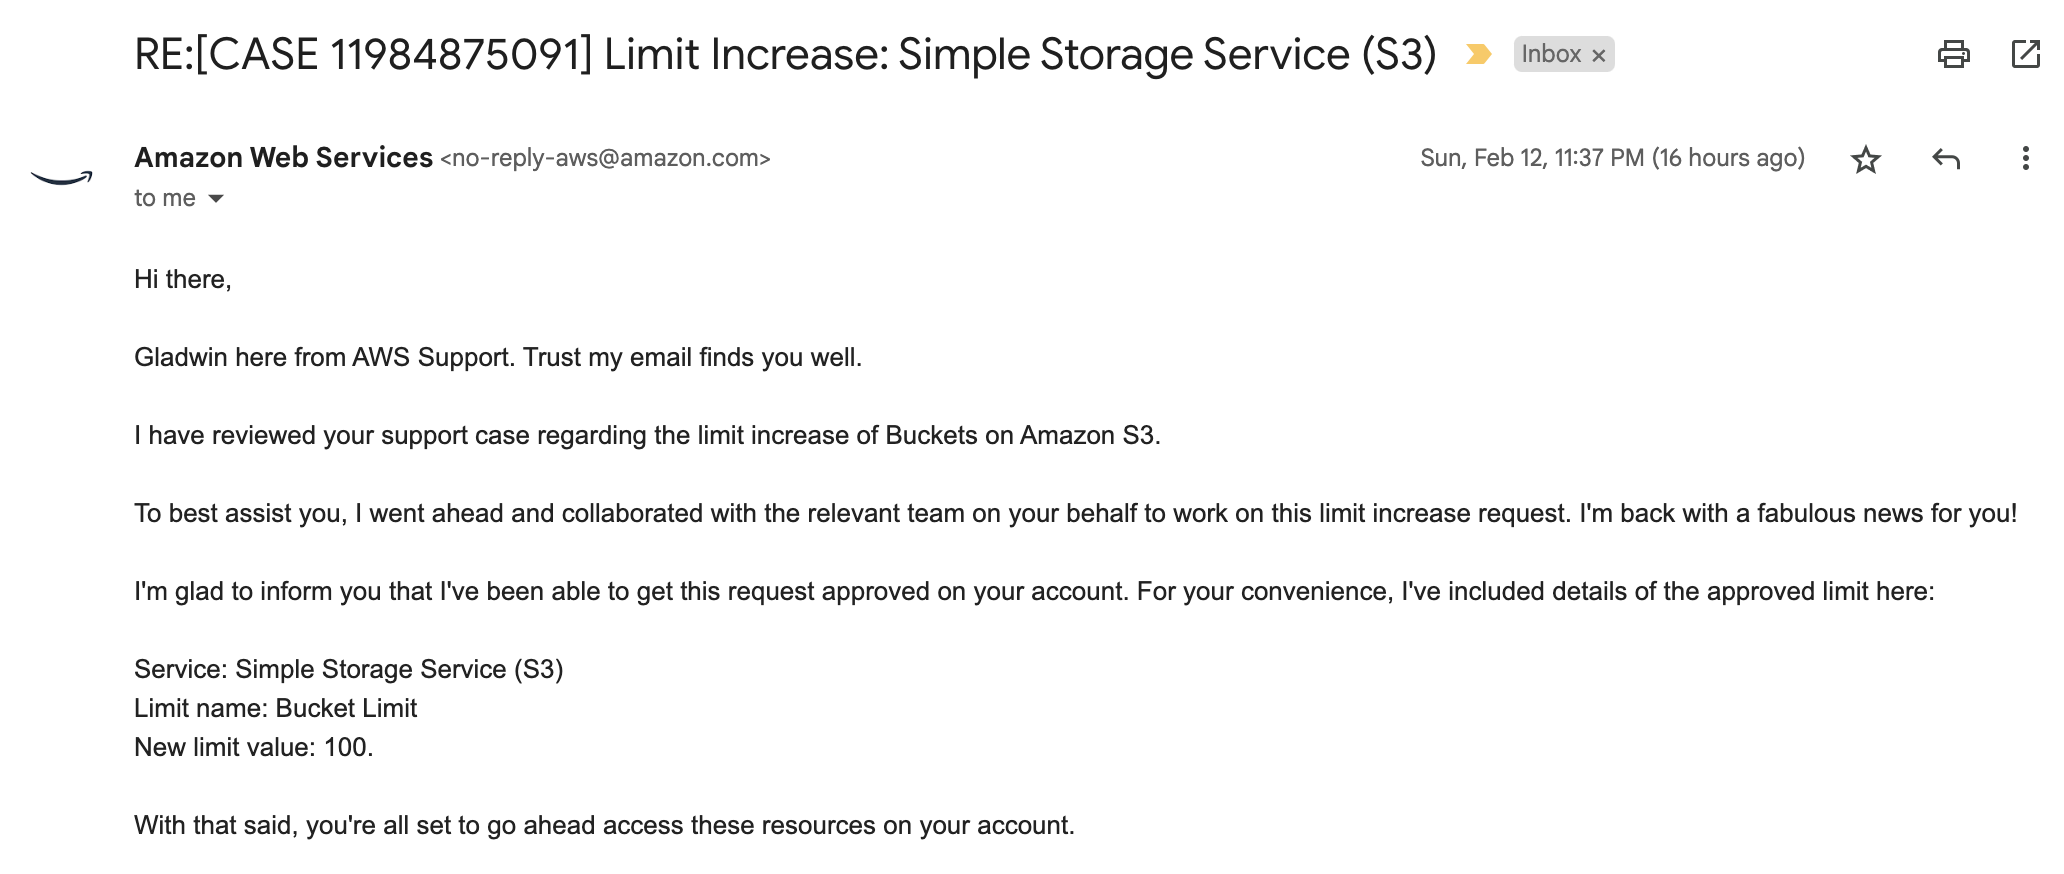 RE:[CASE 11984875091] Limit Increase: Simple Storage Service (S3) Inbox ×
Amazon Web Services <no-reply-aws@amazon.com> Sun, Feb 12, 11:37 PM (16 hours ago)
to me
Hi there,
Gladwin here from AWS Support. Trust my email finds you well.
I have reviewed your support case regarding the limit increase of Buckets on Amazon S3.
To best assist you, I went ahead and collaborated with the relevant team on your behalf to work on this limit increase request. I'm back with a fabulous news for you!
I'm glad to inform you that I've been able to get this request approved on your account. For your convenience, I've included details of the approved limit here:
Service: Simple Storage Service (S3)
Limit name: Bucket Limit
New limit value: 100.
With that said, you're all set to go ahead access these resources on your account.